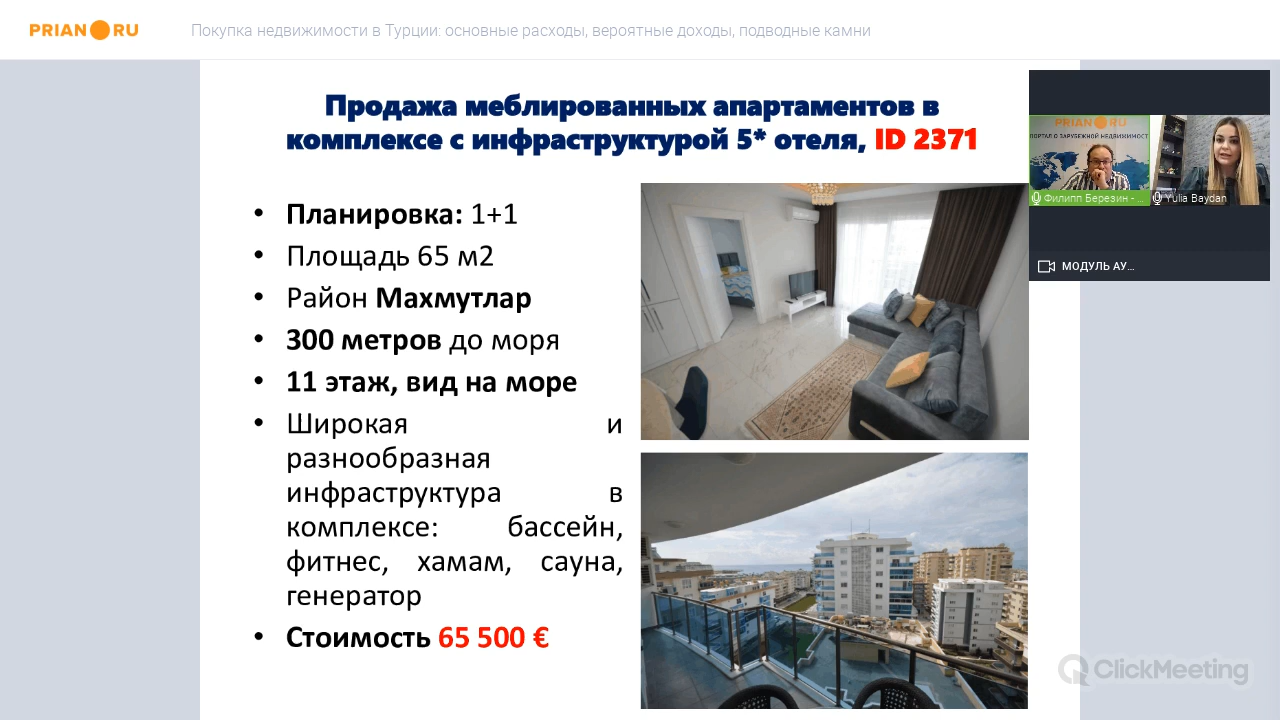 PRIAN RU
Покупка недвижимости в Турции: основные расходы, вероятные доходы, подводные камни
Продажа меблированных апартаментов в
комплексе с инфраструктурой 5* отеля, ID 2371
• Планировка: 1+1
• Площадь 65 м2
• Район Махмутлар
• 300 метров до моря
• 11 этаж, вид на море
• Широкая и
разнообразная
инфраструктура в
комплексе: бассейн,
фитнес, хамам, сауна,
генератор
• Стоимость 65 500 €
PRIAN RU
ПОРТАЛ О ЗАРУБЕЖНОЙ НЕДВИЖИМОСТ
Филипп Березин - ...
Yulia Baydan
МОДУЛЬ АУ...
ClickMeeting